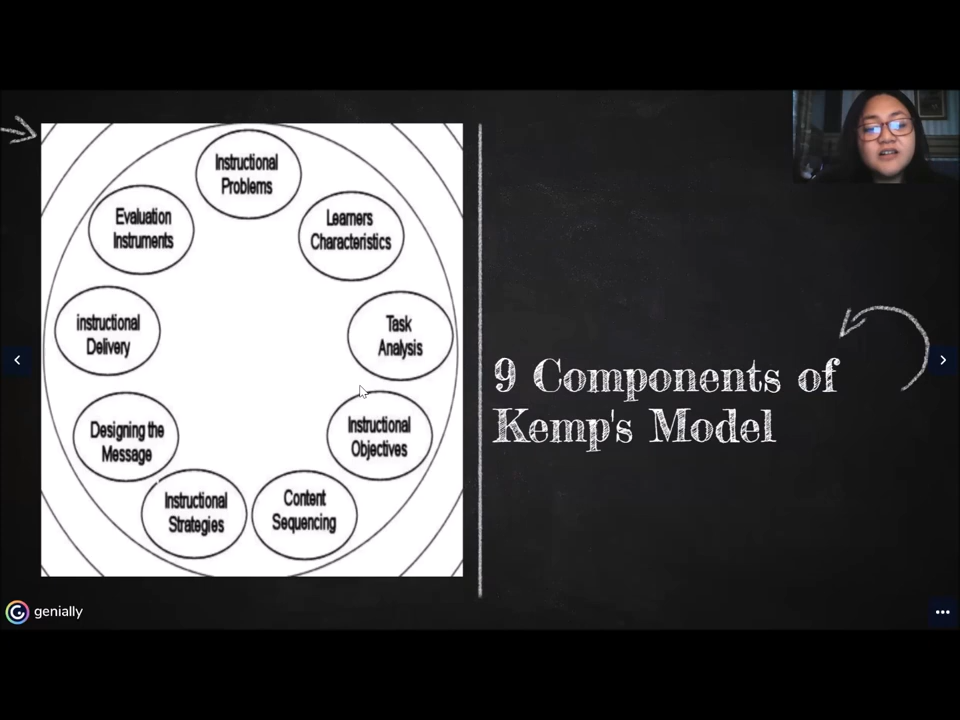 Instructional
Problems
Learners
Characteristics
Task
Analysis
Instructional
Objectives
Content
Sequencing
Instructional
Strategies
Designing the
Message
instructional
Delivery
Evaluation
Instruments
9 Components of
Kemp's Model
genially